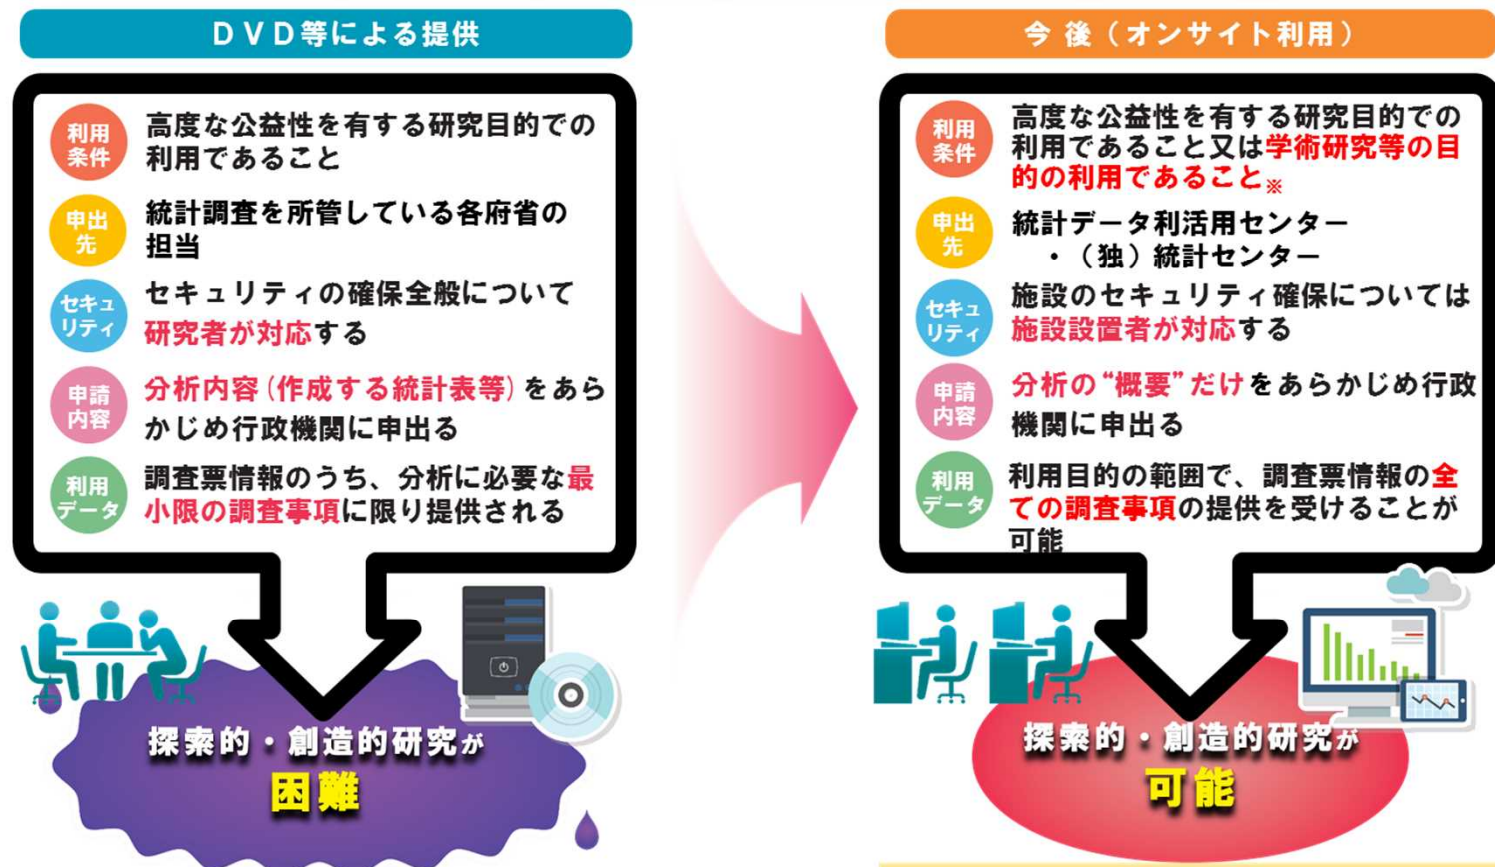 DVD等による提供
利用
条件
高度な公益性を有する研究目的での
利用であること
申出
先
統計調査を所管している各府省の
担当
セキュ
リティ
セキュリティの確保全般について
研究者が対応する
申請
内容
分析内容(作成する統計表等)をあら
かじめ行政機関に申出る
利用
データ
調査票情報のうち、分析に必要な最
小限の調査事項に限り提供される
探索的・創造的研究が
困難
今後(オンサイト利用)
利用
条件
高度な公益性を有する研究目的での
利用であること又は学術研究等の目
的の利用であること※
申出
先
統計データ利活用センター
・(独)統計センター
セキュ
リティ
施設のセキュリティ確保については
施設設置者が対応する
申請
内容
分析の“概要”だけをあらかじめ行政
機関に申出る
利用
データ
利用目的の範囲で、調査票情報の全
ての調査事項の提供を受けることが
可能
探索的・創造的研究が
可能